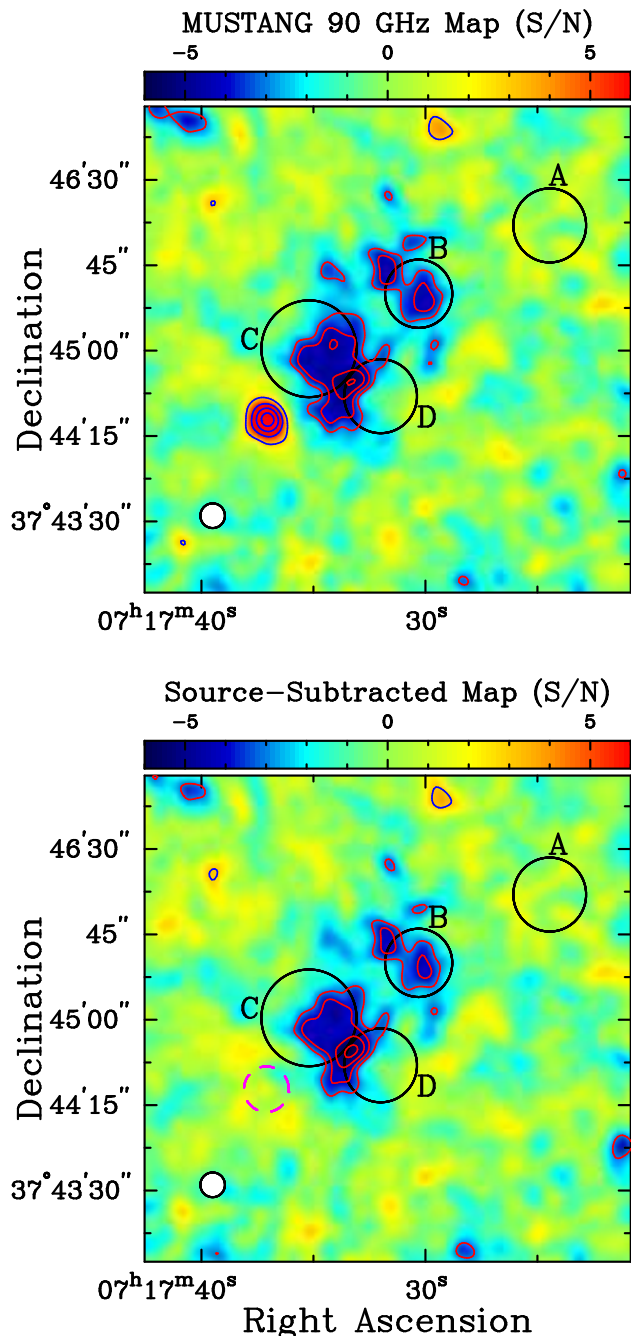 MUSTANG 90 GHz Map (S/N)
−5 0 5
A
46′30″
B
45″
C
45′00″
D
44′15″
37°43′30″
Declination
07ʰ17ᵐ40ˢ 30ˢ
Source−Subtracted Map (S/N)
−5 0 5
A
46′30″
B
45″
C
45′00″
D
44′15″
37°43′30″
Declination
07ʰ17ᵐ40ˢ 30ˢ
Right Ascension